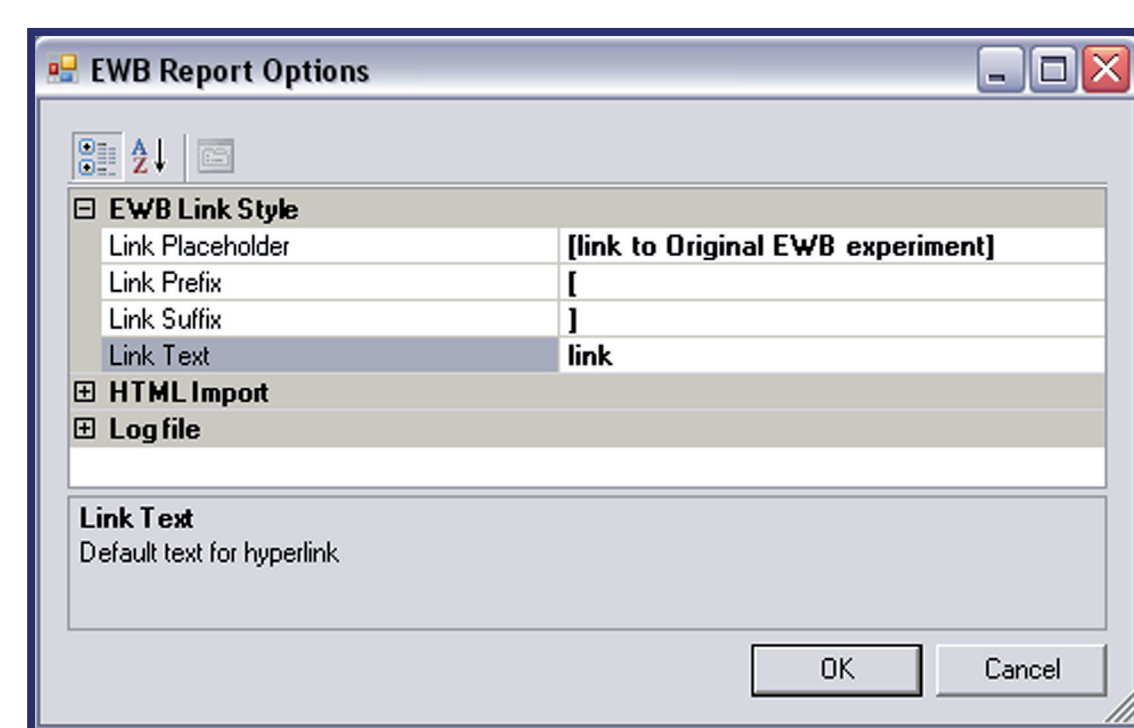 EWB Report Options
EWB Link Style
Link Placeholder [link to Original EWB experiment]
Link Prefix [
Link Suffix ]
Link Text link
HTML Import
Log file
Link Text
Default text for hyperlink
OK Cancel